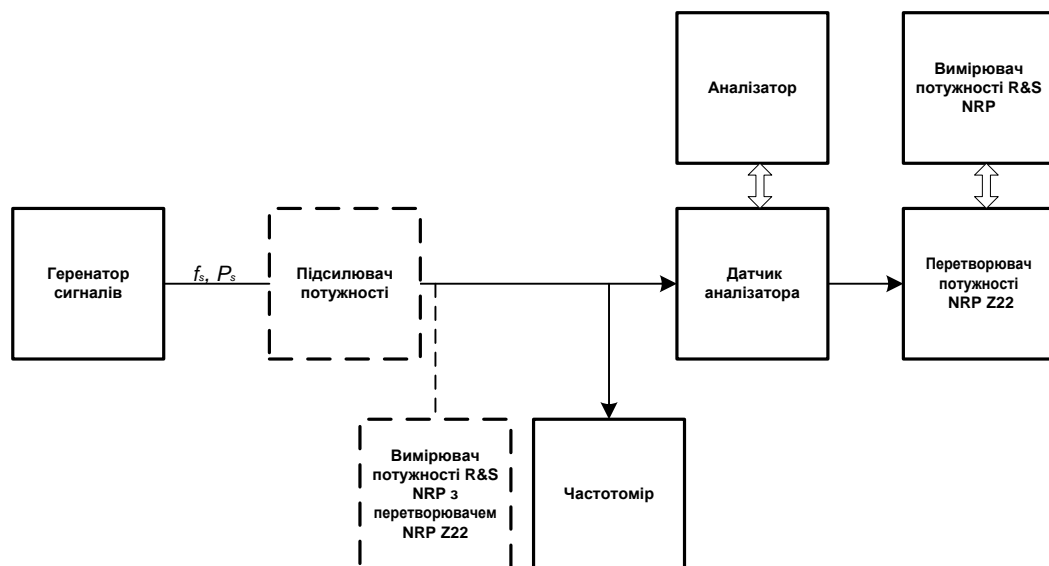 Аналізатор
Вимірювач
потужності R&S
NRP
Геренатор
сигналів
fs, Ps
Підсилювач
потужності
Датчик
аналізатора
Перетворювач
потужності
NRP Z22
Вимірювач
потужності R&S
NRP з
перетворювачем
NRP Z22
Частотомір